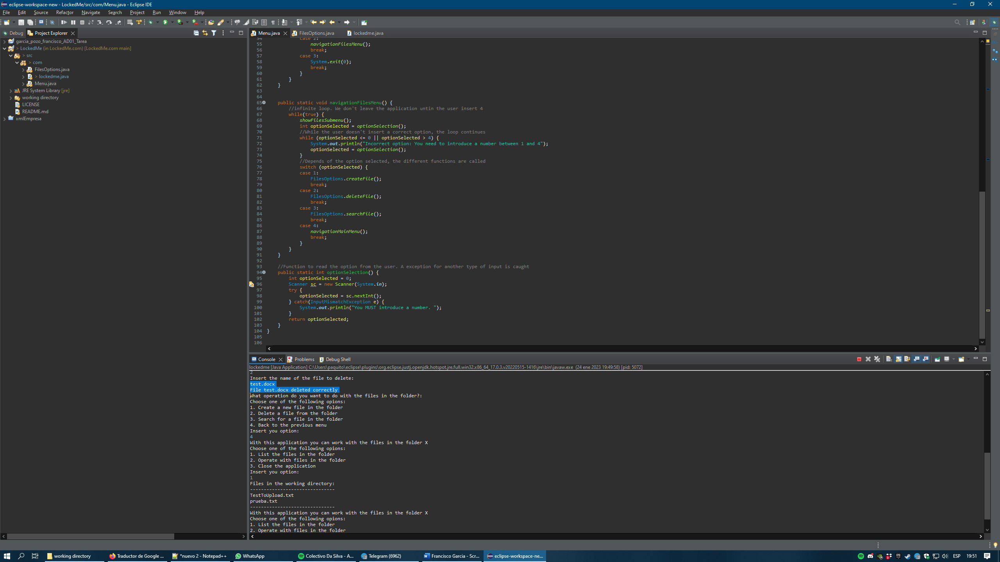 eclipse-workspace-new - LockedMe/src/com/Menu.java - Eclipse IDE
File Edit Source Refactor Navigate Search Project Run Window Help
Debug Project Explorer
garcia_pozo_francisco_AD01_Tarea
> LockedMe (in LockedMe.com) [LockedMe.com main]
> src
> com
FilesOptions.java
> lockedme.java
Menu.java
JRE System Library [jre]
working directory
LICENSE
README.md
xmlEmpresa
Menu.java FilesOptions.java lockedme.java
54 case 2:
55 navigationFilesMenu();
56 break;
57 case 3:
58 System.exit(0);
59 break;
60 }
61 }
62 }
63
64
65 public static void navigationFilesMenu() {
66 //infinite loop. We don't leave the application untin the user insert 4
67 while(true) {
68 showFilesSubmenu();
69 int optionSelected = optionSelection();
70 //While the user doesn't insert a correct option, the loop continues
71 while (optionSelected <= 0 || optionSelected > 4) {
72 System.out.println("Incorrect option: You need to introduce a number between 1 and 4");
73 optionSelected = optionSelection();
74 }
75 //Depends of the option selected, the different functions are called
76 switch (optionSelected) {
77 case 1:
78 FilesOptions.createFile();
79 break;
80 case 2:
81 FilesOptions.deleteFile();
82 break;
83 case 3:
84 FilesOptions.searchFile();
85 break;
86 case 4:
87 navigationMainMenu();
88 break;
89 }
90 }
91 }
92
93 //Function to read the option from the user. A exception for another type of input is caught
94 public static int optionSelection() {
95 int optionSelected = 0;
96 Scanner sc = new Scanner(System.in);
97 try {
98 optionSelected = sc.nextInt();
99 } catch(InputMismatchException e) {
100 System.out.println("You MUST introduce a number. ");
101 }
102 return optionSelected;
103 }
104 }
105
106
Console Problems Debug Shell
lockedme [Java Application] C:\Users\paquito\eclipse\plugins\org.eclipse.justj.openjdk.hotspot.jre.full.win32.x86_64_17.0.3.v20220515-1416\jre\bin\javaw.exe (24 ene 2023 19:49:58) [pid: 5072]
2
Insert the name of the file to delete:
test.docx
File test.docx deleted correctly
What operation do you want to do with the files in the folder?:
Choose one of the following opions:
1. Create a new file in the folder
2. Delete a file from the folder
3. Search for a file in the folder
4. Back to the previous menu
Insert you option:
4
With this application you can work with the files in the folder X
Choose one of the following opions:
1. List the files in the folder
2. Operate with files in the folder
3. Close the application
Insert you option:
1
Files in the working directory:
-------------------------------
TestToUpload.txt
prueba.txt
-------------------------------
With this application you can work with the files in the folder X
Choose one of the following opions:
1. List the files in the folder
2. Operate with files in the folder
working directory Traductor de Google ... *nuevo 2 - Notepad++ WhatsApp Colectivo Da Silva - A... Telegram (6962) Francisco Garcia - Scr... eclipse-workspace-ne... ESP 19:51